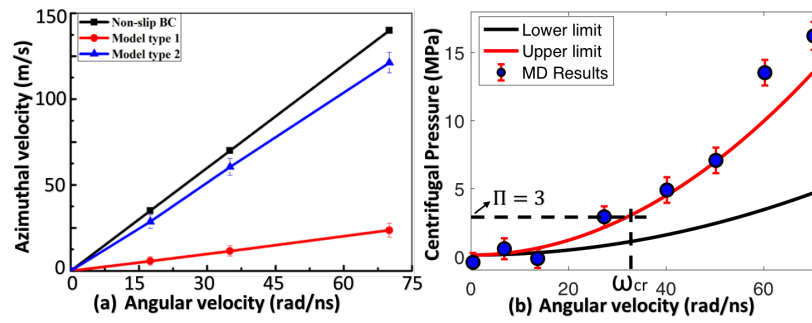 Non-slip BC
Model type 1
Model type 2
Azimuthal velocity (m/s)
150
100
50
0
0 15 30 45 60 75
(a) Angular velocity (rad/ns)
Lower limit
Upper limit
MD Results
Centrifugal Pressure (MPa)
15
10
5
0
Π = 3
0 20 40 60
ωcr
(b) Angular velocity (rad/ns)